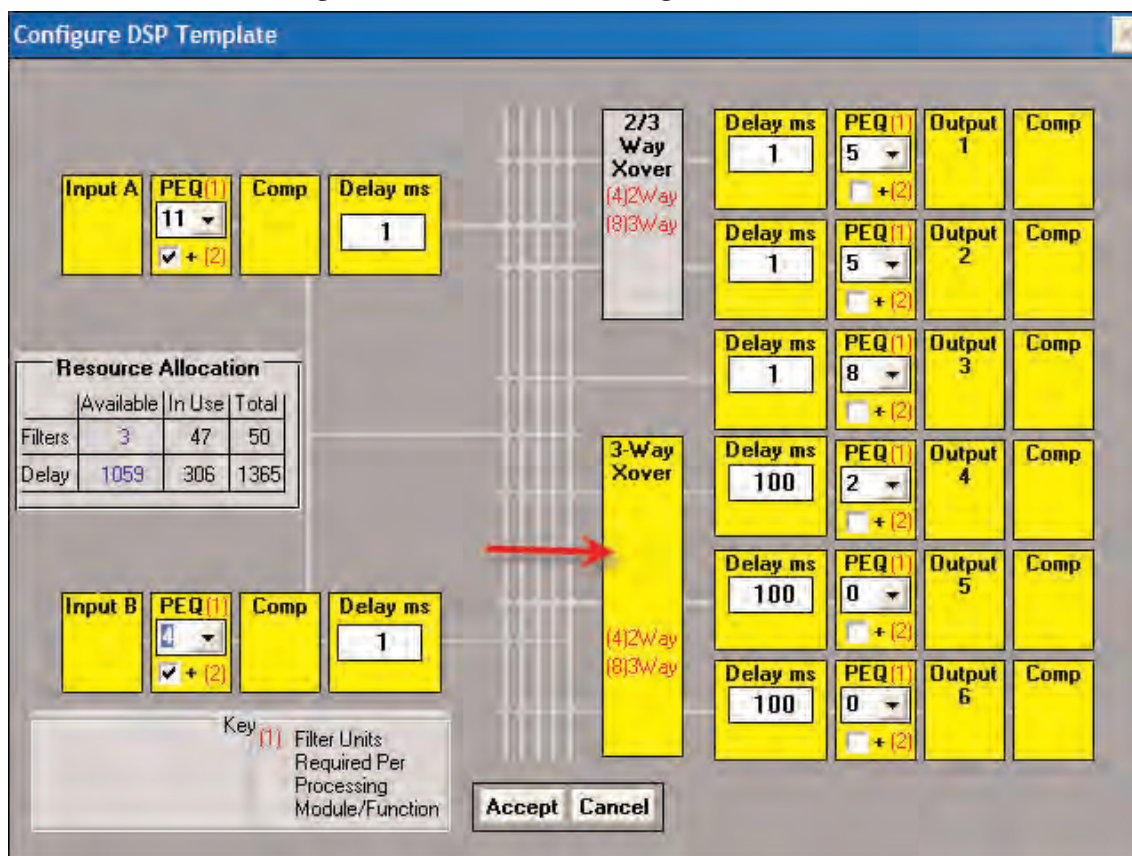 Configure DSP Template
Input A
PEQ(1)
11
+ (2)
Comp
Delay ms
1
Resource Allocation
Available In Use Total
Filters 3 47 50
Delay 1059 306 1365
Input B
PEQ(1)
4
+ (2)
Comp
Delay ms
1
Key
(1) Filter Units
Required Per
Processing
Module/Function
2/3
Way
Xover
(4)2Way
(8)3Way
3-Way
Xover
(4)2Way
(8)3Way
Delay ms
1
PEQ(1)
5
+(2)
Output
1
Comp
Delay ms
1
PEQ(1)
5
+ (2)
Output
2
Comp
Delay ms
1
PEQ(1)
8
+ (2)
Output
3
Comp
Delay ms
100
PEQ(1)
2
+ (2)
Output
4
Comp
Delay ms
100
PEQ(1)
0
+ (2)
Output
5
Comp
Delay ms
100
PEQ(1)
0
+ (2)
Output
6
Comp
Accept Cancel